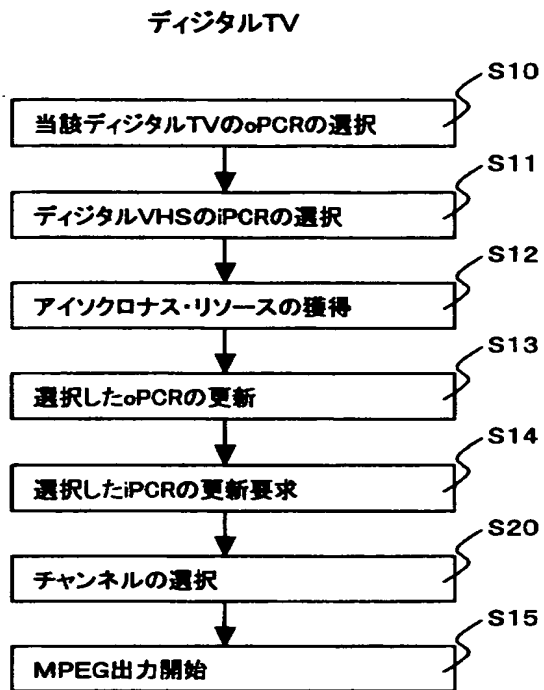 ディジタルTV
S10
当該ディジタルTVのoPCRの選択
S11
ディジタルVHSのiPCRの選択
S12
アイソクロナス・リソースの獲得
S13
選択したoPCRの更新
S14
選択したiPCRの更新要求
S20
チャンネルの選択
S15
MPEG出力開始